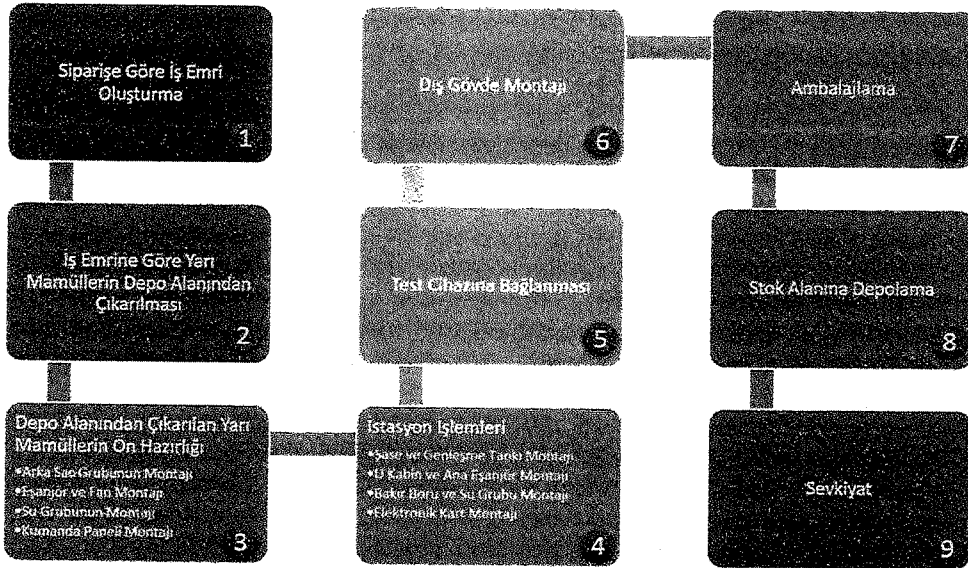 Siparişe Göre İş Emri
Oluşturma
1
İş Emrine Göre Yarı
Mamüllerin Depo Alanından
Çıkarılması
2
Depo Alanından Çıkarılan Yarı
Mamüllerin Ön Hazırlığı
•Arka Sac Grubunun Montajı
•Eşanjör ve Fan Montajı
•Su Grubunun Montajı
•Kumanda Paneli Montajı
3
İstasyon İşlemleri
•Şase ve Genleşme Tankı Montajı
•U Kabin ve Ana Eşanjör Montajı
•Bakır Boru ve Su Grubu Montajı
•Elektronik Kart Montajı
4
Test Cihazına Bağlanması
5
Dış Gövde Montajı
6
Ambalajlama
7
Stok Alanına Depolama
8
Sevkiyat
9